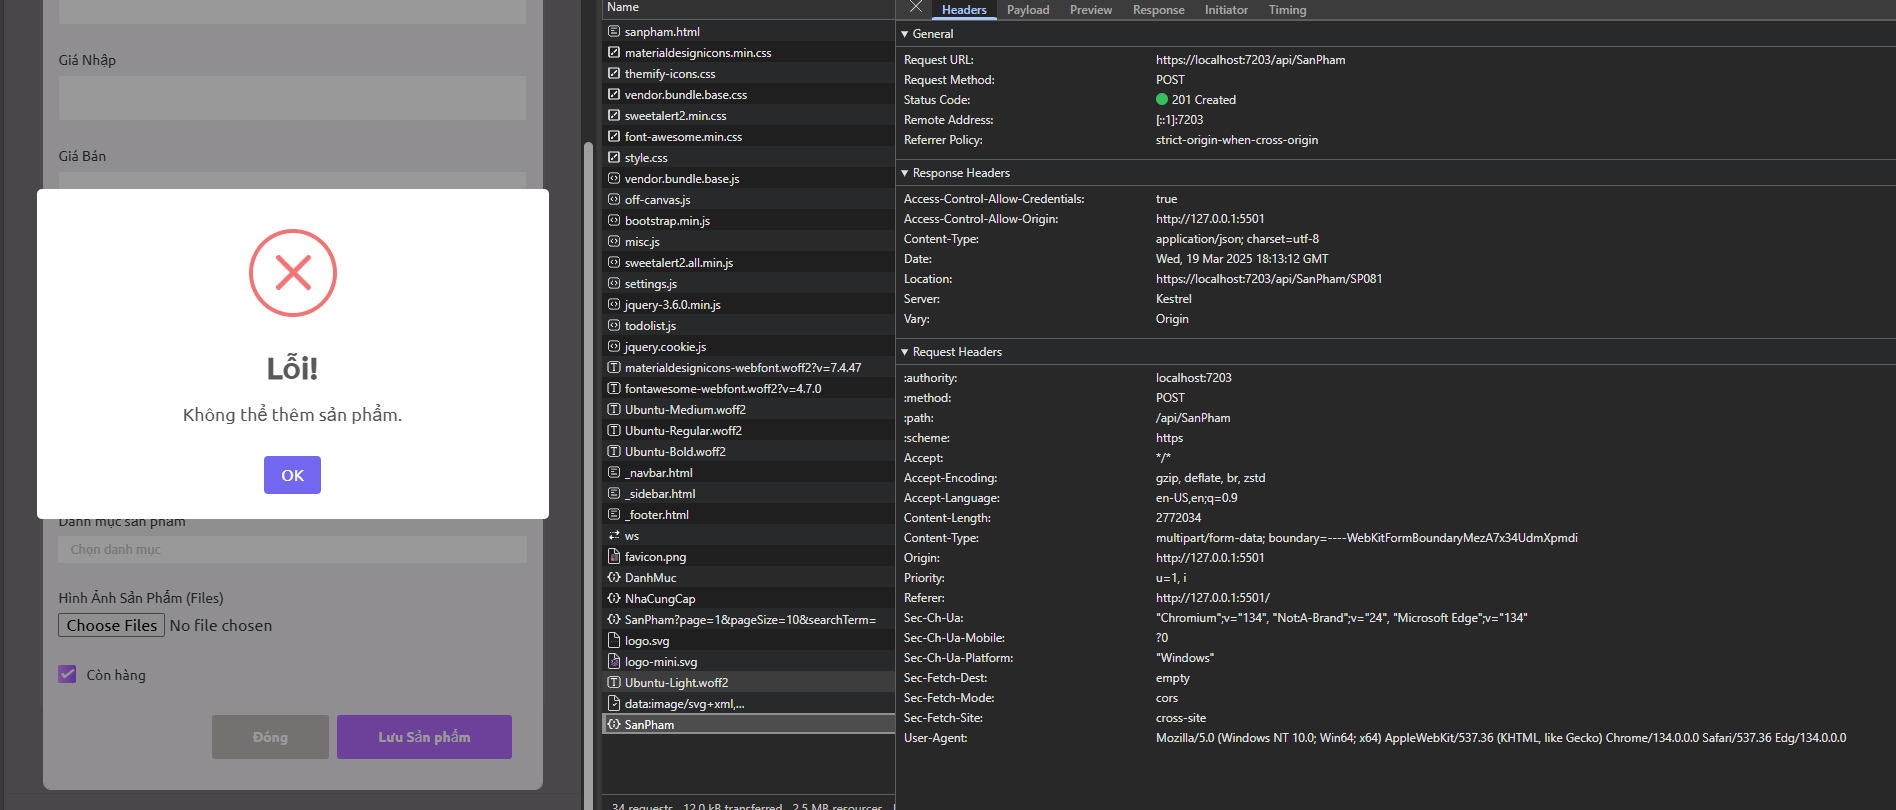 Giá Nhập
Giá Bán
Lỗi!
Không thể thêm sản phẩm.
OK
Danh mục sản phẩm
Chọn danh mục
Hình Ảnh Sản Phẩm (Files)
Choose Files No file chosen
Còn hàng
Đóng
Lưu Sản phẩm
Name
sanpham.html
materialdesignicons.min.css
themify-icons.css
vendor.bundle.base.css
sweetalert2.min.css
font-awesome.min.css
style.css
vendor.bundle.base.js
off-canvas.js
bootstrap.min.js
misc.js
sweetalert2.all.min.js
settings.js
jquery-3.6.0.min.js
todolist.js
jquery.cookie.js
materialdesignicons-webfont.woff2?v=7.4.47
fontawesome-webfont.woff2?v=4.7.0
Ubuntu-Medium.woff2
Ubuntu-Regular.woff2
Ubuntu-Bold.woff2
_navbar.html
_sidebar.html
_footer.html
ws
favicon.png
DanhMuc
NhaCungCap
SanPham?page=1&pageSize=10&searchTerm=
logo.svg
logo-mini.svg
Ubuntu-Light.woff2
data:image/svg+xml,...
SanPham
34 requests 12.0 kB transferred 2.5 MB resources
Headers Payload Preview Response Initiator Timing
General
Request URL: https://localhost:7203/api/SanPham
Request Method: POST
Status Code: 201 Created
Remote Address: [::1]:7203
Referrer Policy: strict-origin-when-cross-origin
Response Headers
Access-Control-Allow-Credentials: true
Access-Control-Allow-Origin: http://127.0.0.1:5501
Content-Type: application/json; charset=utf-8
Date: Wed, 19 Mar 2025 18:13:12 GMT
Location: https://localhost:7203/api/SanPham/SP081
Server: Kestrel
Vary: Origin
Request Headers
:authority: localhost:7203
:method: POST
:path: /api/SanPham
:scheme: https
Accept: */*
Accept-Encoding: gzip, deflate, br, zstd
Accept-Language: en-US,en;q=0.9
Content-Length: 2772034
Content-Type: multipart/form-data; boundary=----WebKitFormBoundaryMezA7x34UdmXpmdi
Origin: http://127.0.0.1:5501
Priority: u=1, i
Referer: http://127.0.0.1:5501/
Sec-Ch-Ua: "Chromium";v="134", "Not:A-Brand";v="24", "Microsoft Edge";v="134"
Sec-Ch-Ua-Mobile: ?0
Sec-Ch-Ua-Platform: "Windows"
Sec-Fetch-Dest: empty
Sec-Fetch-Mode: cors
Sec-Fetch-Site: cross-site
User-Agent: Mozilla/5.0 (Windows NT 10.0; Win64; x64) AppleWebKit/537.36 (KHTML, like Gecko) Chrome/134.0.0.0 Safari/537.36 Edg/134.0.0.0